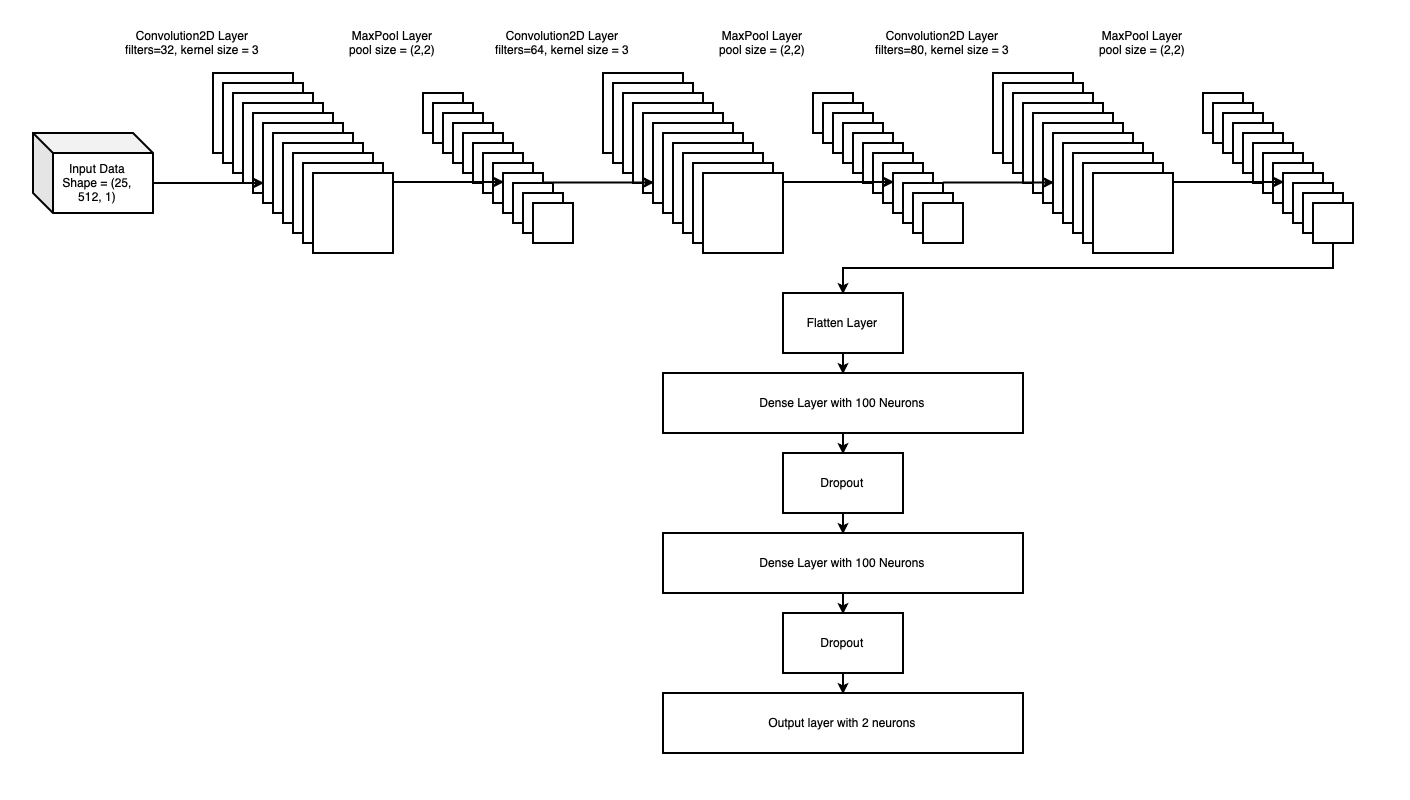 Convolution2D Layer
filters=32, kernel size = 3
MaxPool Layer
pool size = (2,2)
Convolution2D Layer
filters=64, kernel size = 3
MaxPool Layer
pool size = (2,2)
Convolution2D Layer
filters=80, kernel size = 3
MaxPool Layer
pool size = (2,2)
Input Data
Shape = (25,
512, 1)
Flatten Layer
Dense Layer with 100 Neurons
Dropout
Dense Layer with 100 Neurons
Dropout
Output layer with 2 neurons